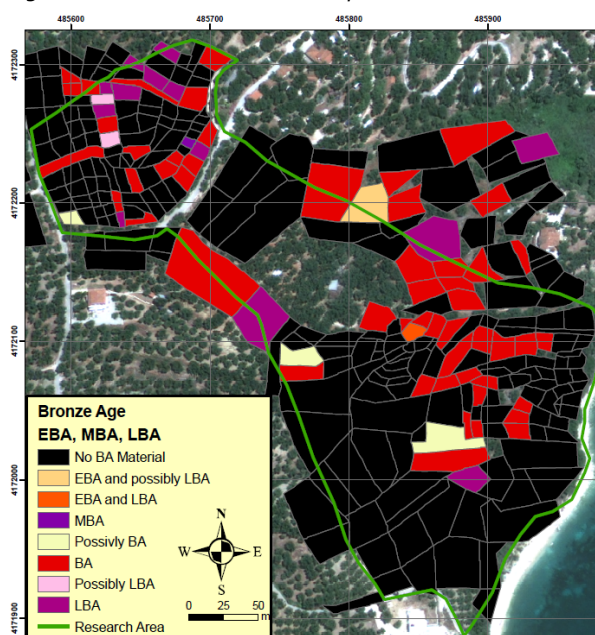 485600 485700 485800 485900
4172300
4172200
4172100
4172000
4171900
Bronze Age
EBA, MBA, LBA
No BA Material
EBA and possibly LBA
EBA and LBA
MBA
Possivly BA
BA
Possibly LBA
LBA
Research Area
N
W E
S
0 25 50
m